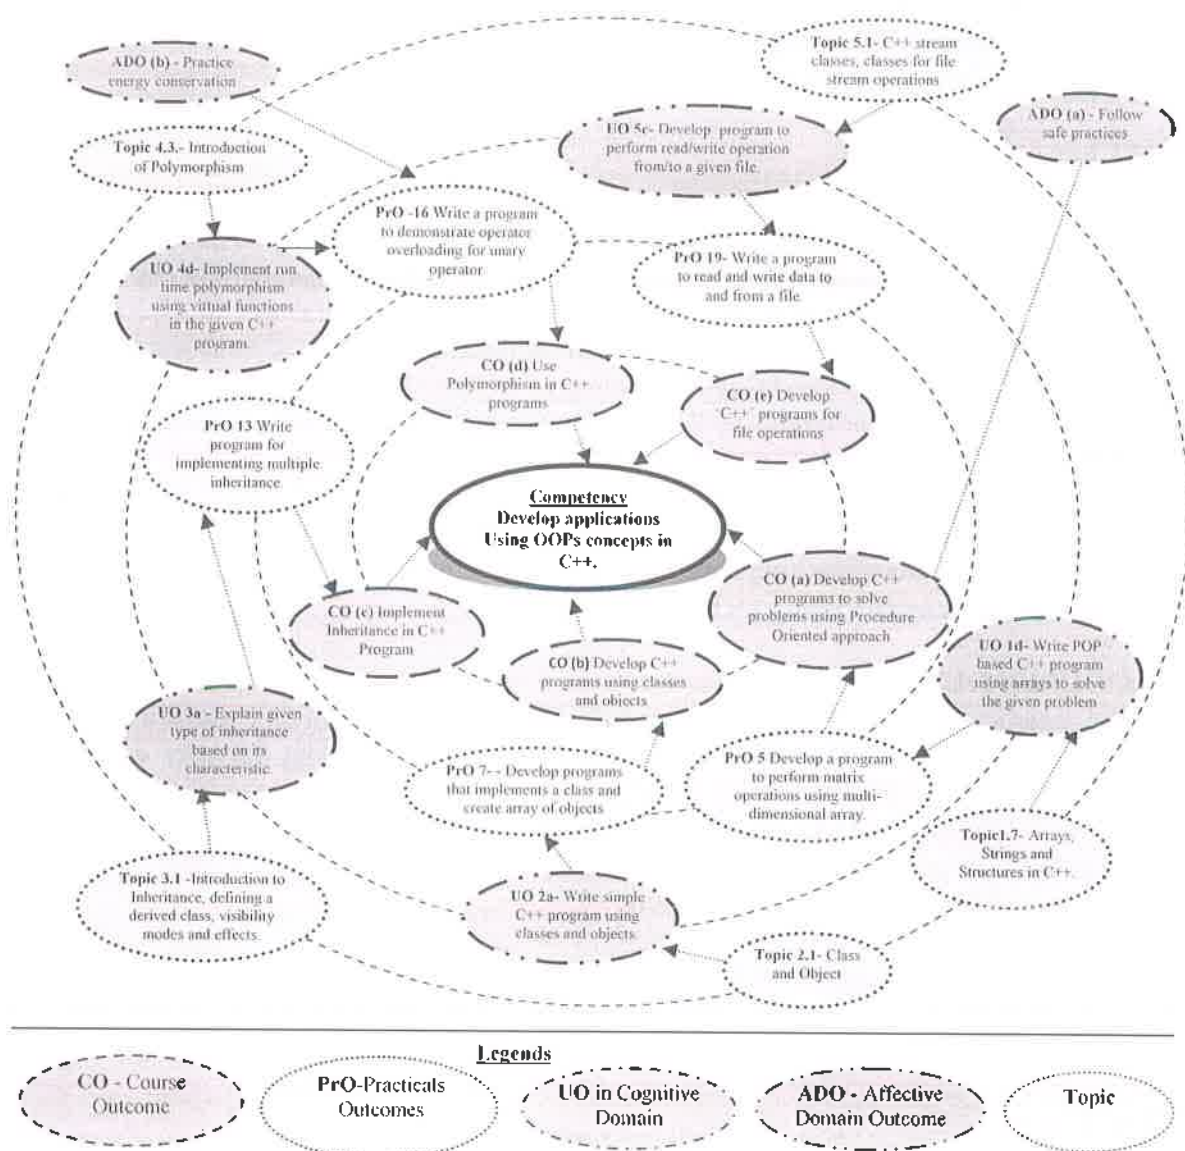 ADO (b) - Practice
energy conservation
Topic 5.1- C++ stream
classes, classes for file
stream operations
ADO (a) - Follow
safe practices
Topic 4.3.- Introduction
of Polymorphism
UO 5c- Develop program to
perform read/write operation
from/to a given file.
PrO -16 Write a program
to demonstrate operator
overloading for unary
operator
UO 4d- Implement run
time polymorphism
using virtual functions
in the given C++
program.
PrO 19- Write a program
to read and write data to
and from a file.
CO (d) Use
Polymorphism in C++
programs
CO (e) Develop
'C++' programs for
file operations
PrO 13 Write
program for
implementing multiple
inheritance.
Competency
Develop applications
Using OOPs concepts in
C++.
CO (c) Implement
Inheritance in C++
Program
CO (a) Develop C++
programs to solve
problems using Procedure
Oriented approach
CO (b) Develop C++
programs using classes
and objects
UO 1d- Write POP
based C++ program
using arrays to solve
the given problem
UO 3a - Explain given
type of inheritance
based on its
characteristic.
PrO 7- - Develop programs
that implements a class and
create array of objects
PrO 5 Develop a program
to perform matrix
operations using multi-
dimensional array.
Topic1.7- Arrays,
Strings and
Structures in C++.
Topic 3.1 -Introduction to
Inheritance, defining a
derived class, visibility
modes and effects.
UO 2a- Write simple
C++ program using
classes and objects.
Topic 2.1- Class
and Object
Legends
CO - Course
Outcome
PrO-Practicals
Outcomes
UO in Cognitive
Domain
ADO - Affective
Domain Outcome
Topic